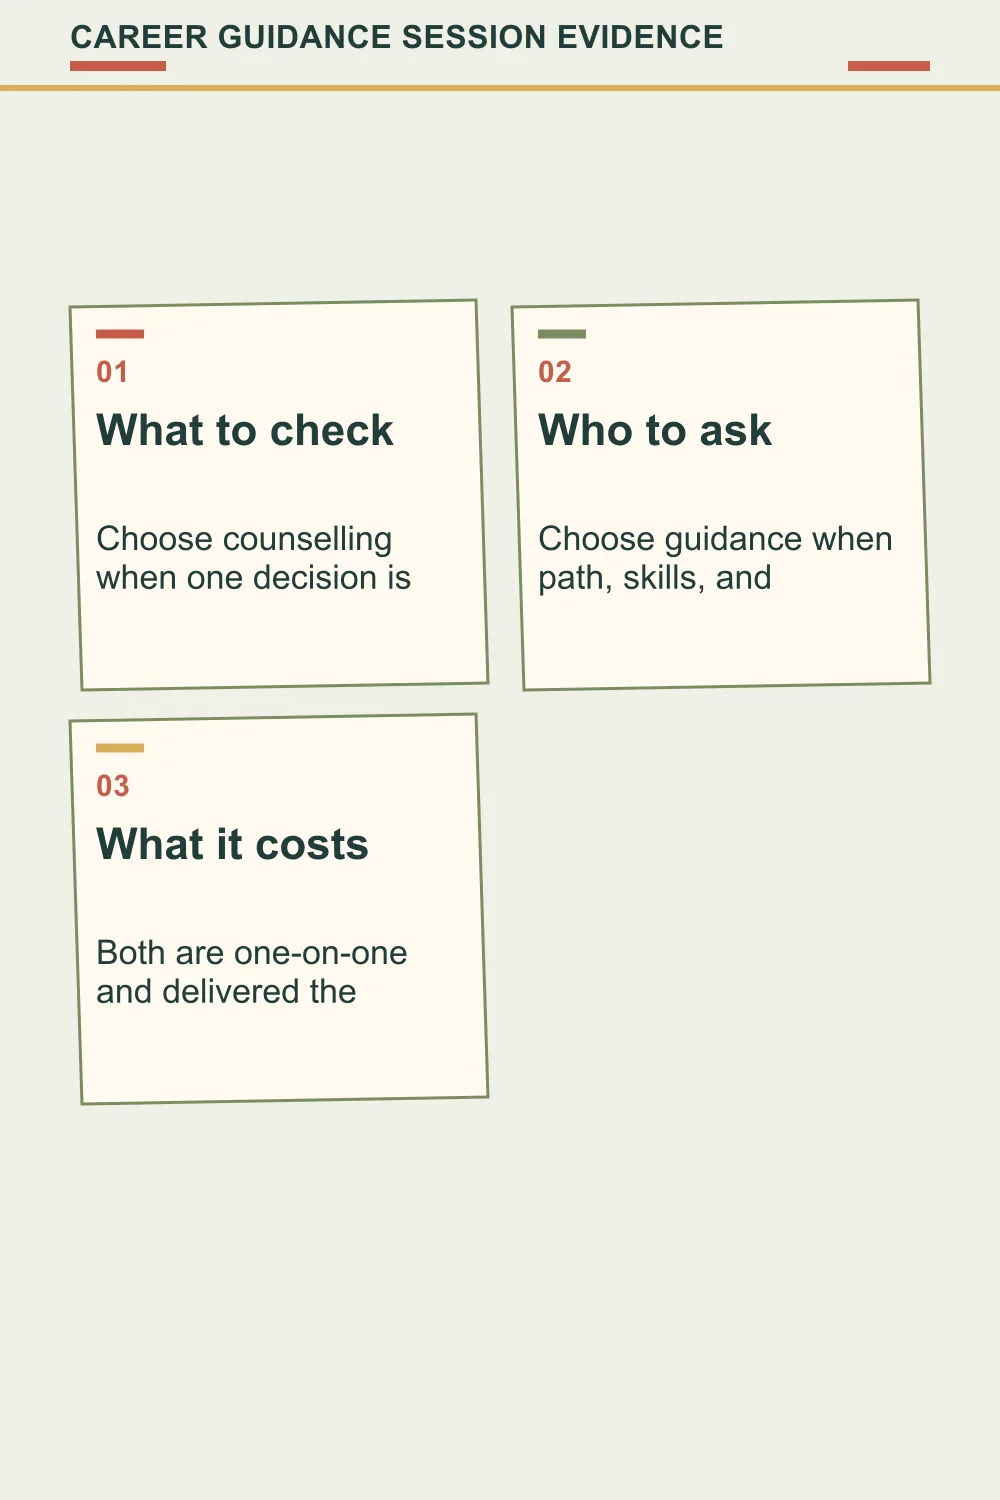 CAREER GUIDANCE SESSION EVIDENCE
01
What to check
Choose counselling
when one decision is
02
Who to ask
Choose guidance when
path, skills, and
03
What it costs
Both are one-on-one
and delivered the